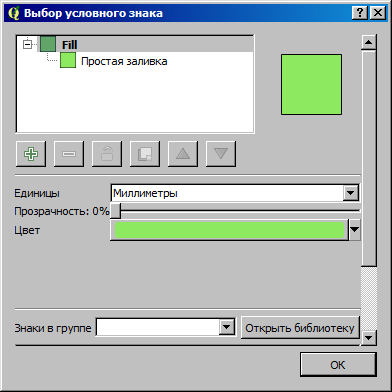 Выбор условного знака
Fill
Простая заливка
Единицы
Миллиметры
Прозрачность: 0%
Цвет
Знаки в группе
Открыть библиотеку
OK